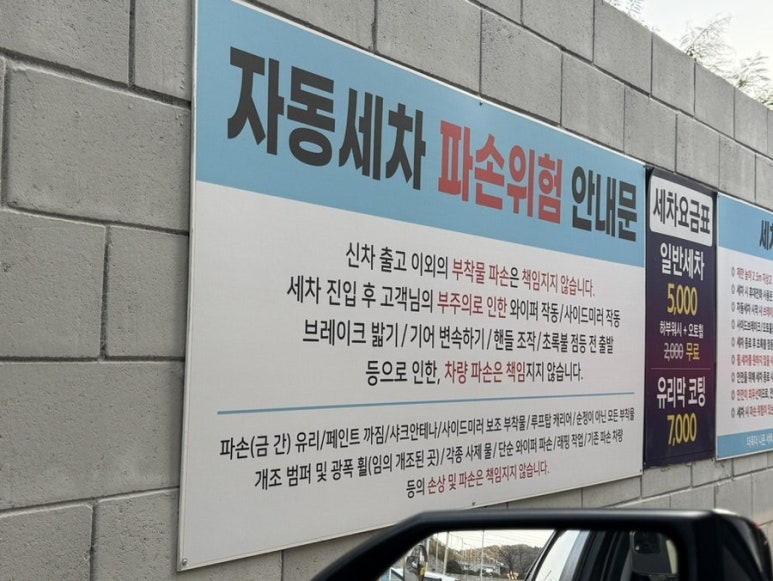 자동세차 파손위험 안내문
신차 출고 이외의 부착물 파손은 책임지지 않습니다.
세차 진입 후 고객님의 부주의로 인한 와이퍼 작동/사이드미러 작동
브레이크 밟기/기어 변속하기/핸들 조작/초록불 점등 전 출발
등으로 인한, 차량 파손은 책임지지 않습니다.
파손(금 간) 유리/페인트 까짐/샤크안테나/사이드미러 보조 부착물/루프탑 캐리어/순정이 아닌 모든 부착물
개조 범퍼 및 광폭 휠(임의 개조된 곳)/각종 사제 물/단순 와이퍼 파손/래핑 작업/기존 파손 차량
등의 손상 및 파손은 책임지지 않습니다.
세차요금표
일반세차
5,000
하부워시 + 오토휠
2,000 무료
유리막 코팅
7,000